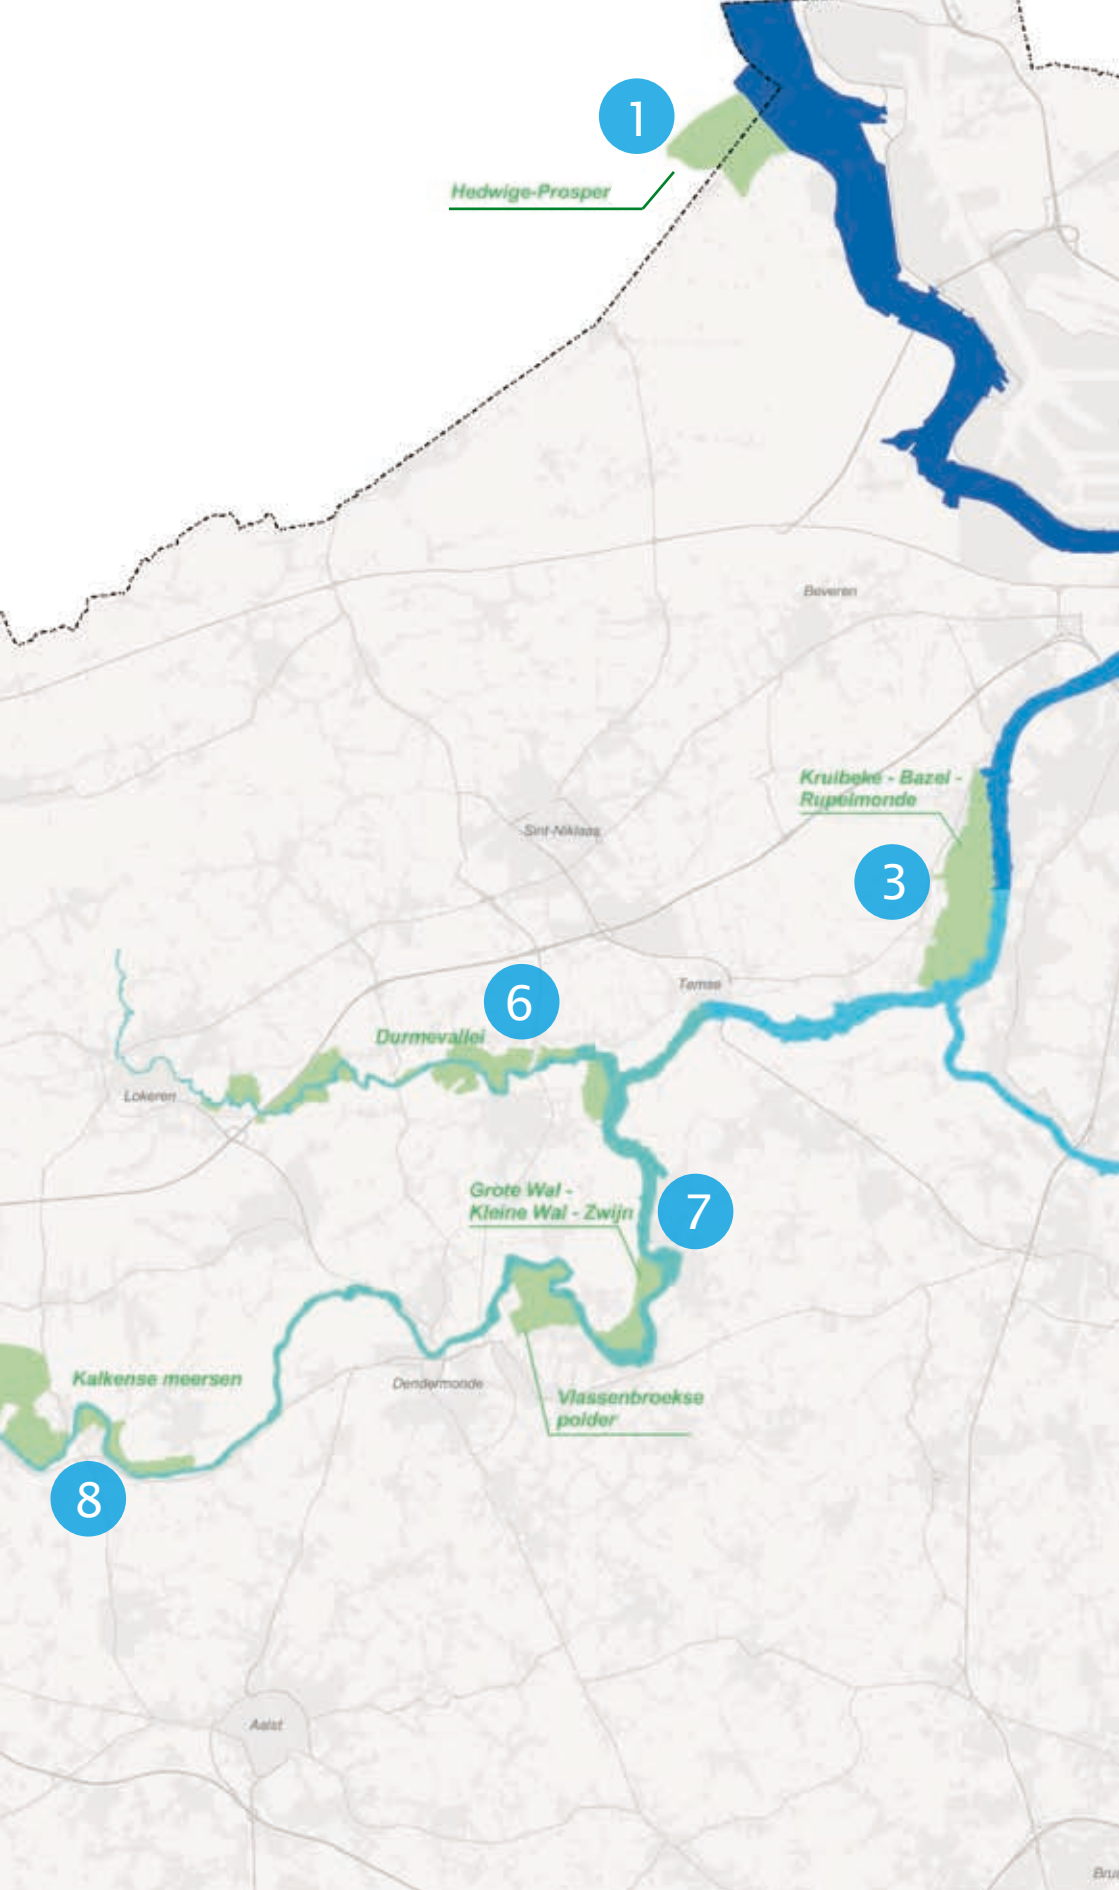 1
Hedwige-Prosper
Beveren
Kruibeke - Bazel -
Rupelmonde
Sint-Niklaas
3
6
Temse
Durmevallei
Lokeren
Grote Wal -
Kleine Wal - Zwijn
7
Kalkense meersen
Dendermonde
Vlassenbroekse
polder
8
Aalst
Bru